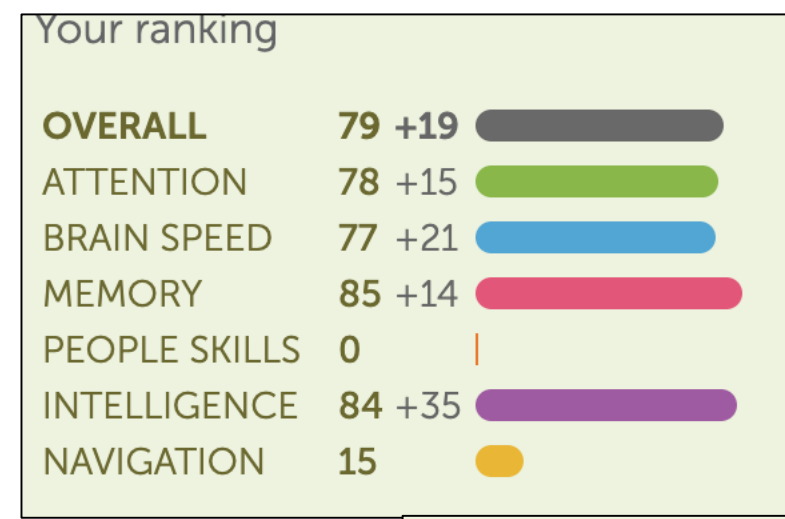 Your ranking
OVERALL 79 +19
ATTENTION 78 +15
BRAIN SPEED 77 +21
MEMORY 85 +14
PEOPLE SKILLS 0
INTELLIGENCE 84 +35
NAVIGATION 15